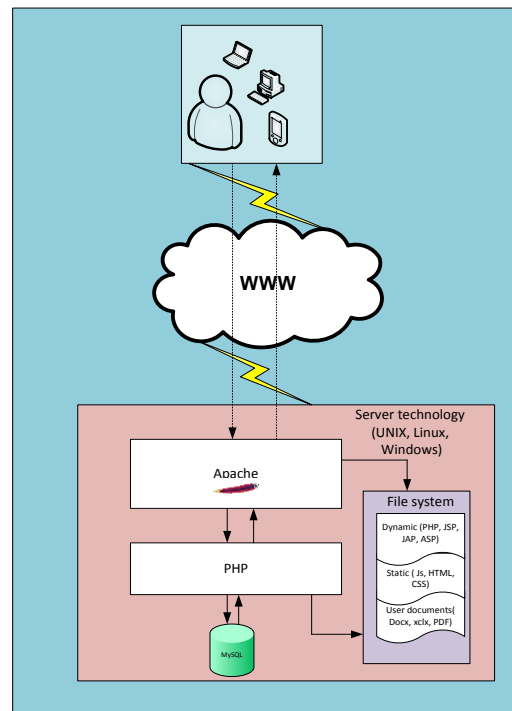 WWW
Server technology
(UNIX, Linux,
Windows)
Apache
File system
Dynamic (PHP, JSP,
JAP, ASP)
Static ( Js, HTML,
CSS)
User documents(
Docx, xclx, PDF)
PHP
MySQL